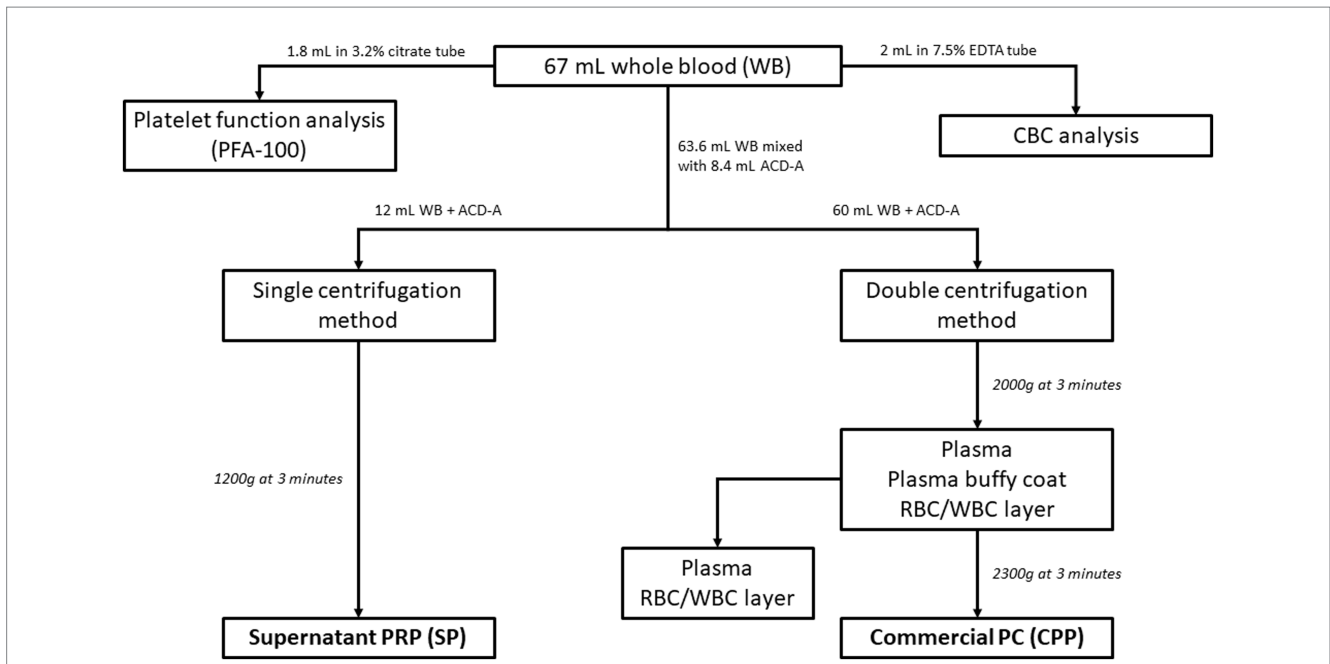 1.8 mL in 3.2% citrate tube
67 mL whole blood (WB)
2 mL in 7.5% EDTA tube
Platelet function analysis
(PFA-100)
CBC analysis
63.6 mL WB mixed
with 8.4 mL ACD-A
12 mL WB + ACD-A
60 mL WB + ACD-A
Single centrifugation
method
Double centrifugation
method
2000g at 3 minutes
1200g at 3 minutes
Plasma
Plasma buffy coat
RBC/WBC layer
Plasma
RBC/WBC layer
2300g at 3 minutes
Supernatant PRP (SP)
Commercial PC (CPP)